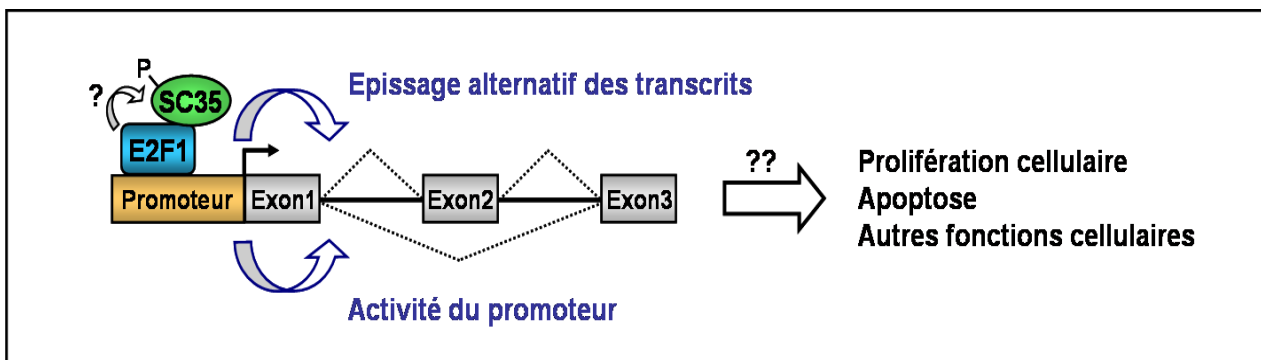 P
?
SC35
E2F1
Epissage alternatif des transcrits
Promoteur
Exon1
Exon2
Exon3
Activité du promoteur
??
Prolifération cellulaire
Apoptose
Autres fonctions cellulaires